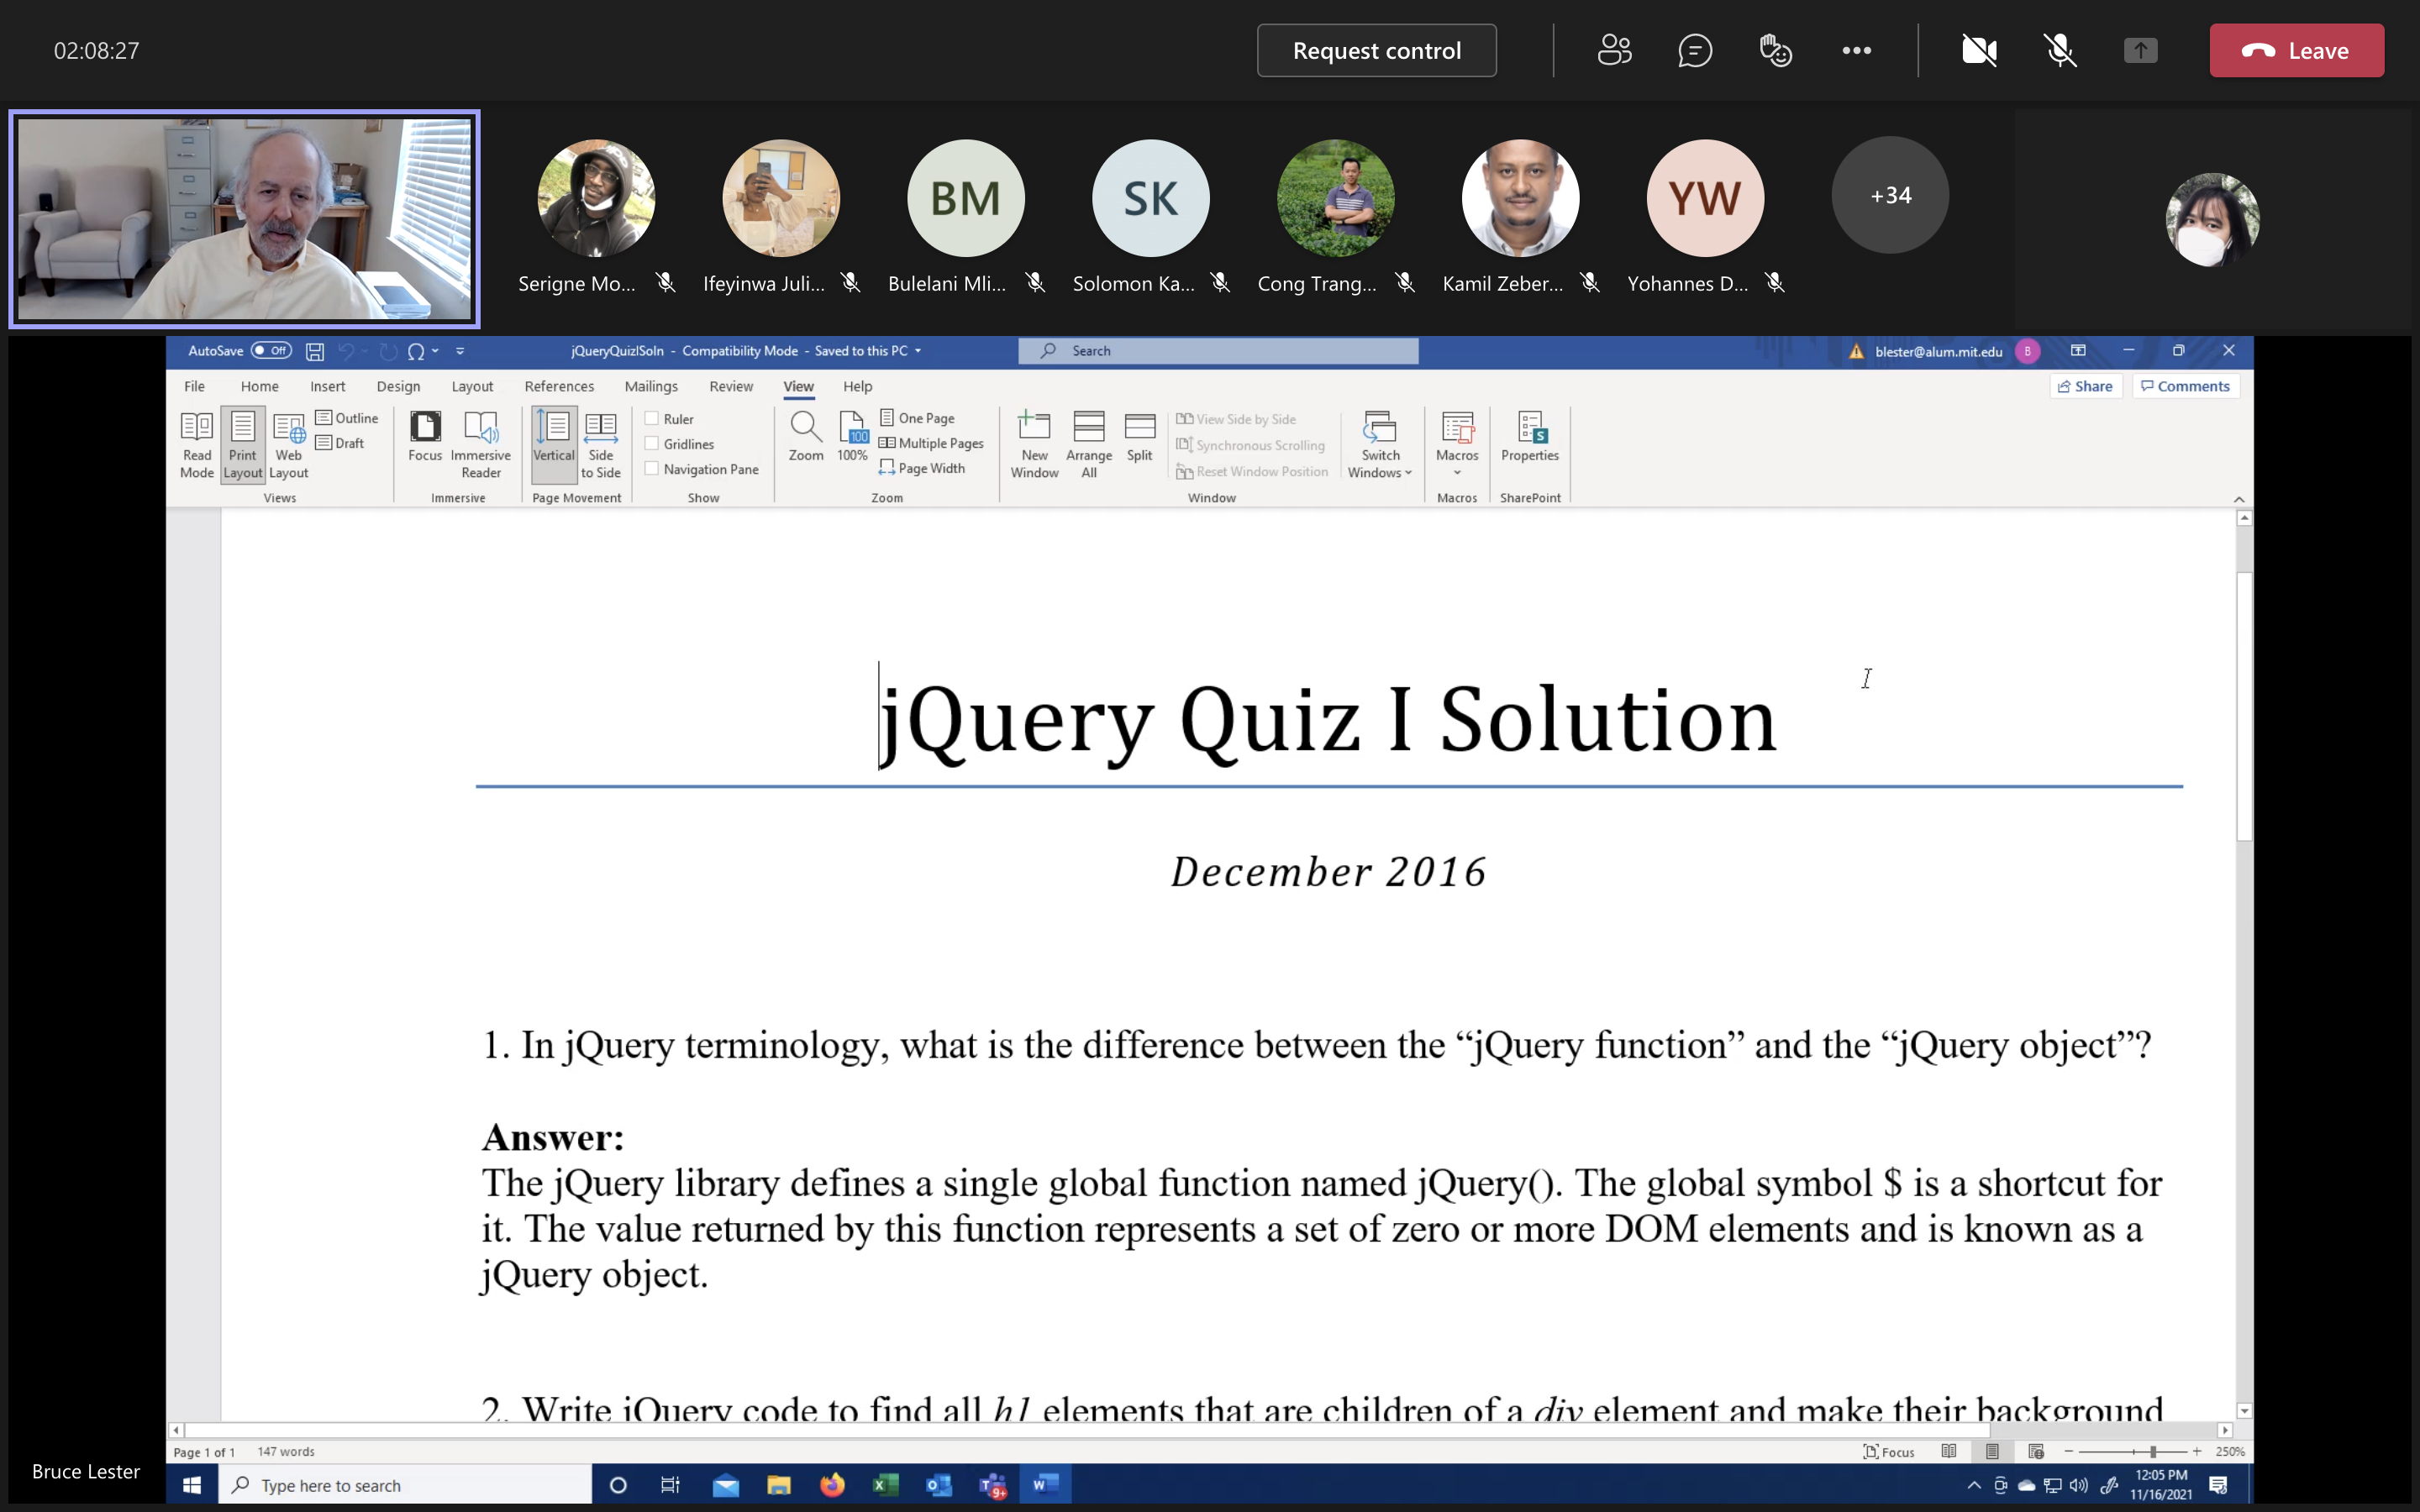 02:08:27
Request control
Leave
BM
SK
YW
+34
Serigne Mo...
Ifeyinwa Juli...
Bulelani Mli...
Solomon Ka...
Cong Trang...
Kamil Zeber...
Yohannes D...
AutoSave Off
jQueryQuizISoln - Compatibility Mode - Saved to this PC
Search
blester@alum.mit.edu
B
File Home Insert Design Layout References Mailings Review View Help
Share
Comments
Read Mode
Print Layout
Web Layout
Outline
Draft
Views
Focus
Immersive Reader
Immersive
Vertical
Side to Side
Page Movement
Ruler
Gridlines
Navigation Pane
Show
Zoom
100
100%
One Page
Multiple Pages
Page Width
Zoom
New Window
Arrange All
Split
View Side by Side
Synchronous Scrolling
Reset Window Position
Window
Switch Windows
Macros
Macros
Properties
SharePoint
jQuery Quiz I Solution
December 2016
1. In jQuery terminology, what is the difference between the “jQuery function” and the “jQuery object”?
Answer:
The jQuery library defines a single global function named jQuery(). The global symbol $ is a shortcut for
it. The value returned by this function represents a set of zero or more DOM elements and is known as a
jQuery object.
2. Write jQuery code to find all h1 elements that are children of a div element and make their background
Page 1 of 1
147 words
Focus
250%
Bruce Lester
Type here to search
9+
12:05 PM
11/16/2021